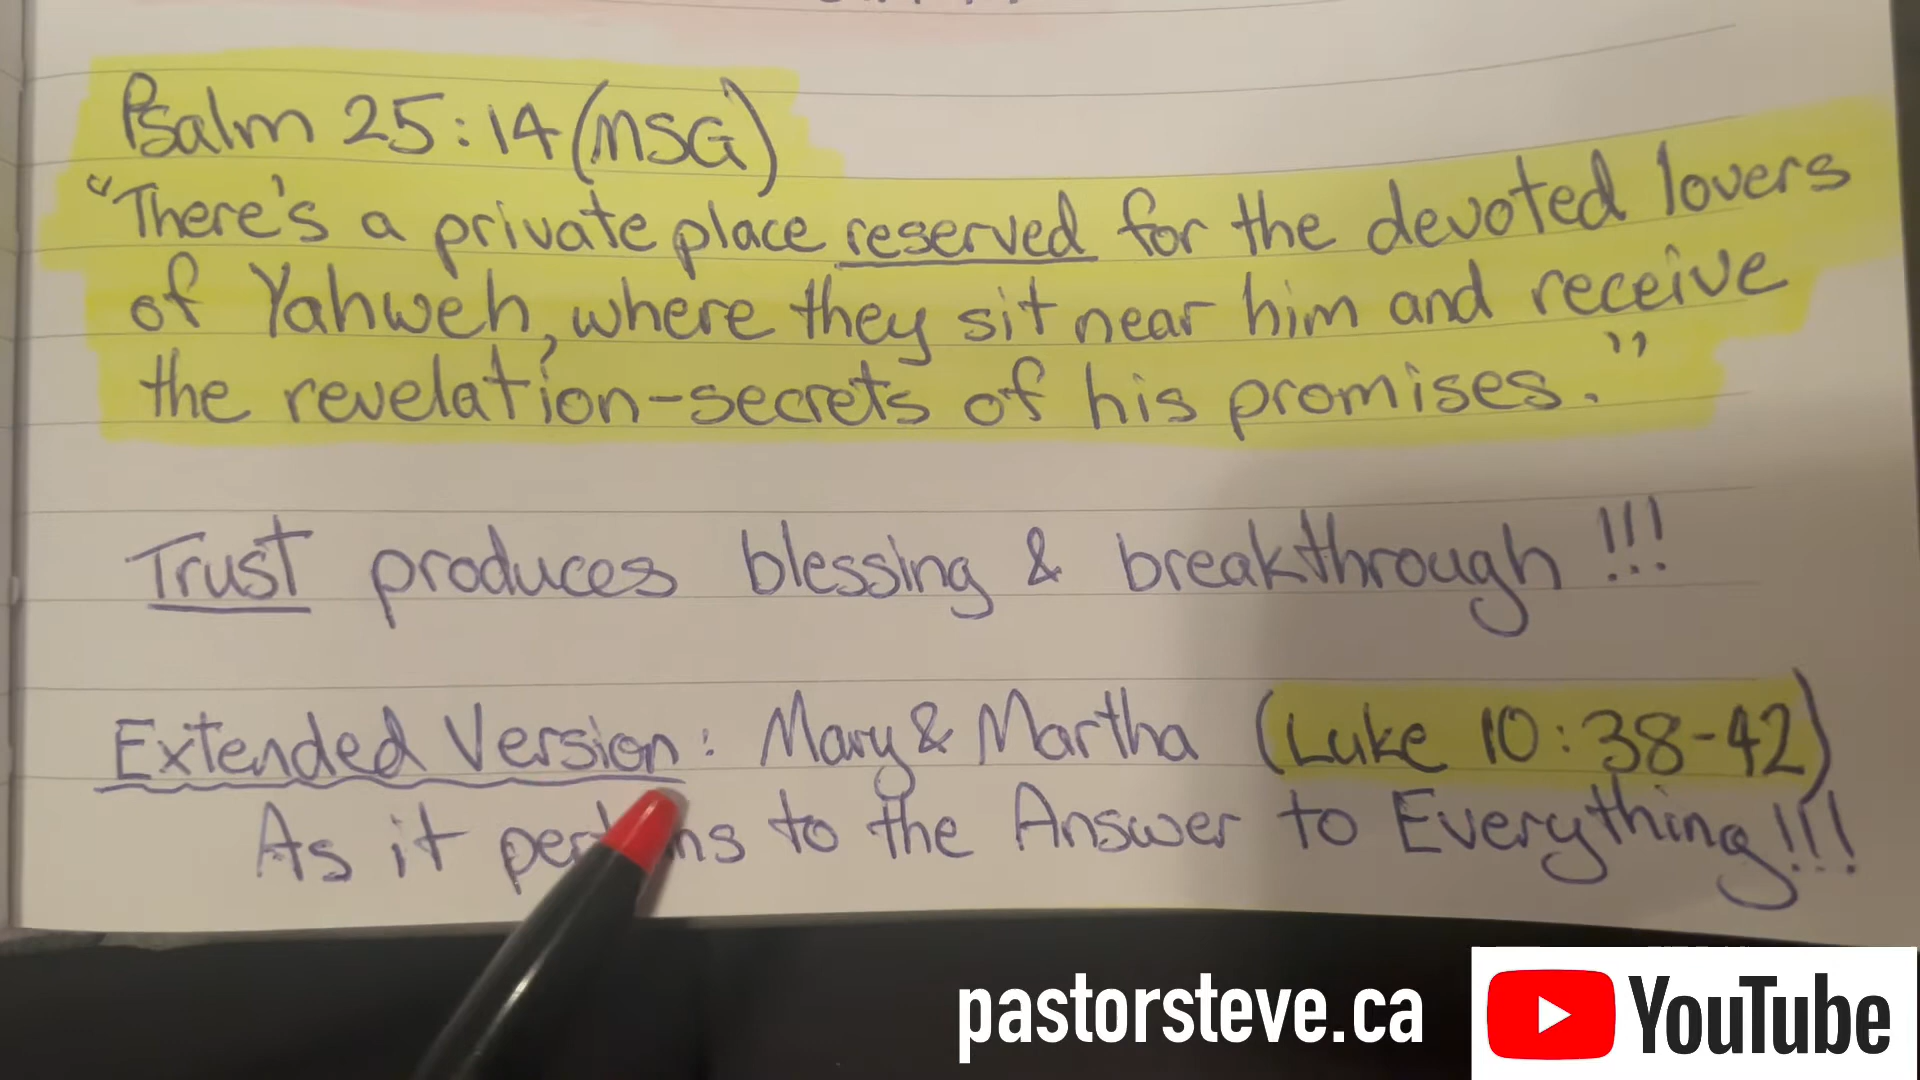 Psalm 25:14 (MSG)
"There's a private place reserved for the devoted lovers
of Yahweh, where they sit near him and receive
the revelation-secrets of his promises."
Trust produces blessing & breakthrough!!!
Extended Version: Mary & Martha (Luke 10:38-42)
As it to the Answer to Everything!!!
pastorsteve.ca
YouTube